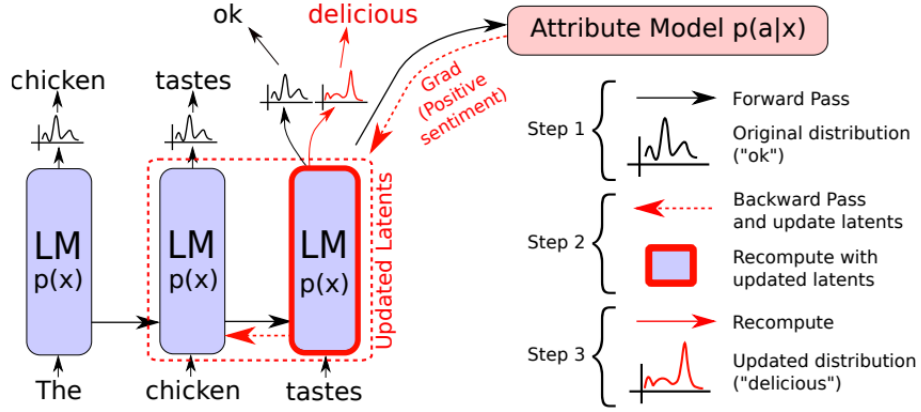 ok
delicious
Attribute Model p(a|x)
chicken
tastes
Grad
(Positive
sentiment)
LM
p(x)
LM
p(x)
LM
p(x)
Updated Latents
The
chicken
tastes
Step 1
Forward Pass
Original distribution
("ok")
Step 2
Backward Pass
and update latents
Recompute with
updated latents
Step 3
Recompute
Updated distribution
("delicious")